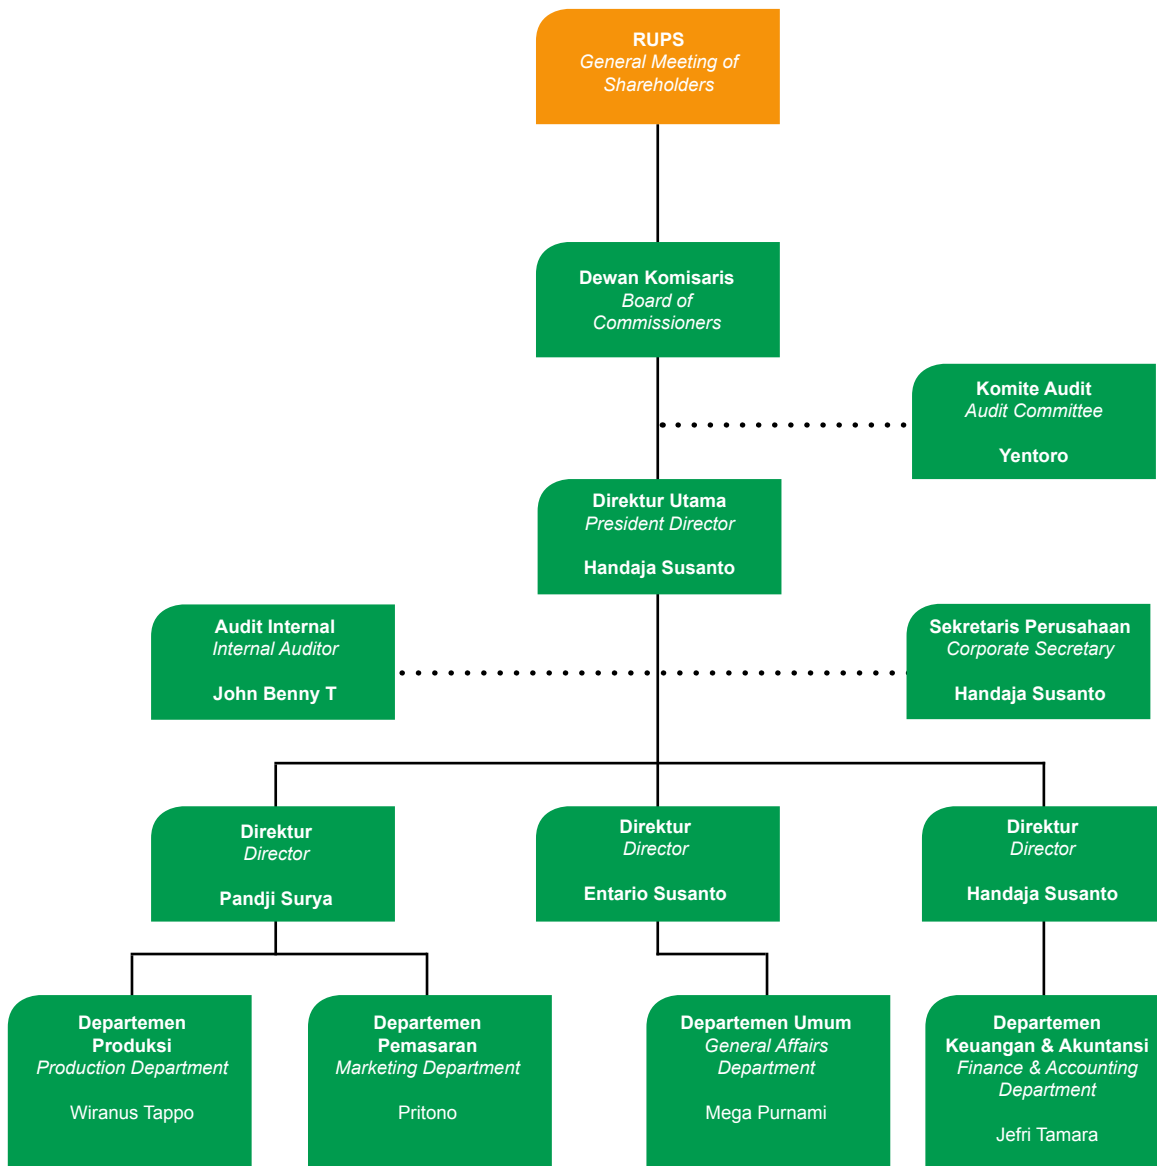 RUPS
General Meeting of
Shareholders
Dewan Komisaris
Board of
Commissioners
Komite Audit
Audit Committee
Yentoro
Direktur Utama
President Director
Handaja Susanto
Audit Internal
Internal Auditor
John Benny T
Sekretaris Perusahaan
Corporate Secretary
Handaja Susanto
Direktur
Director
Pandji Surya
Direktur
Director
Entario Susanto
Direktur
Director
Handaja Susanto
Departemen
Produksi
Production Department
Wiranus Tappo
Departemen
Pemasaran
Marketing Department
Pritono
Departemen Umum
General Affairs
Department
Mega Purnami
Departemen
Keuangan & Akuntansi
Finance & Accounting
Department
Jefri Tamara